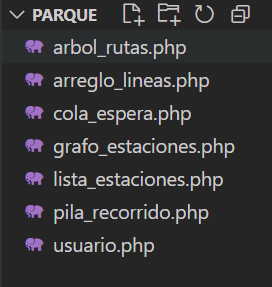 PARQUE
arbol_rutas.php
arreglo_lineas.php
cola_espera.php
grafo_estaciones.php
lista_estaciones.php
pila_recorrido.php
usuario.php